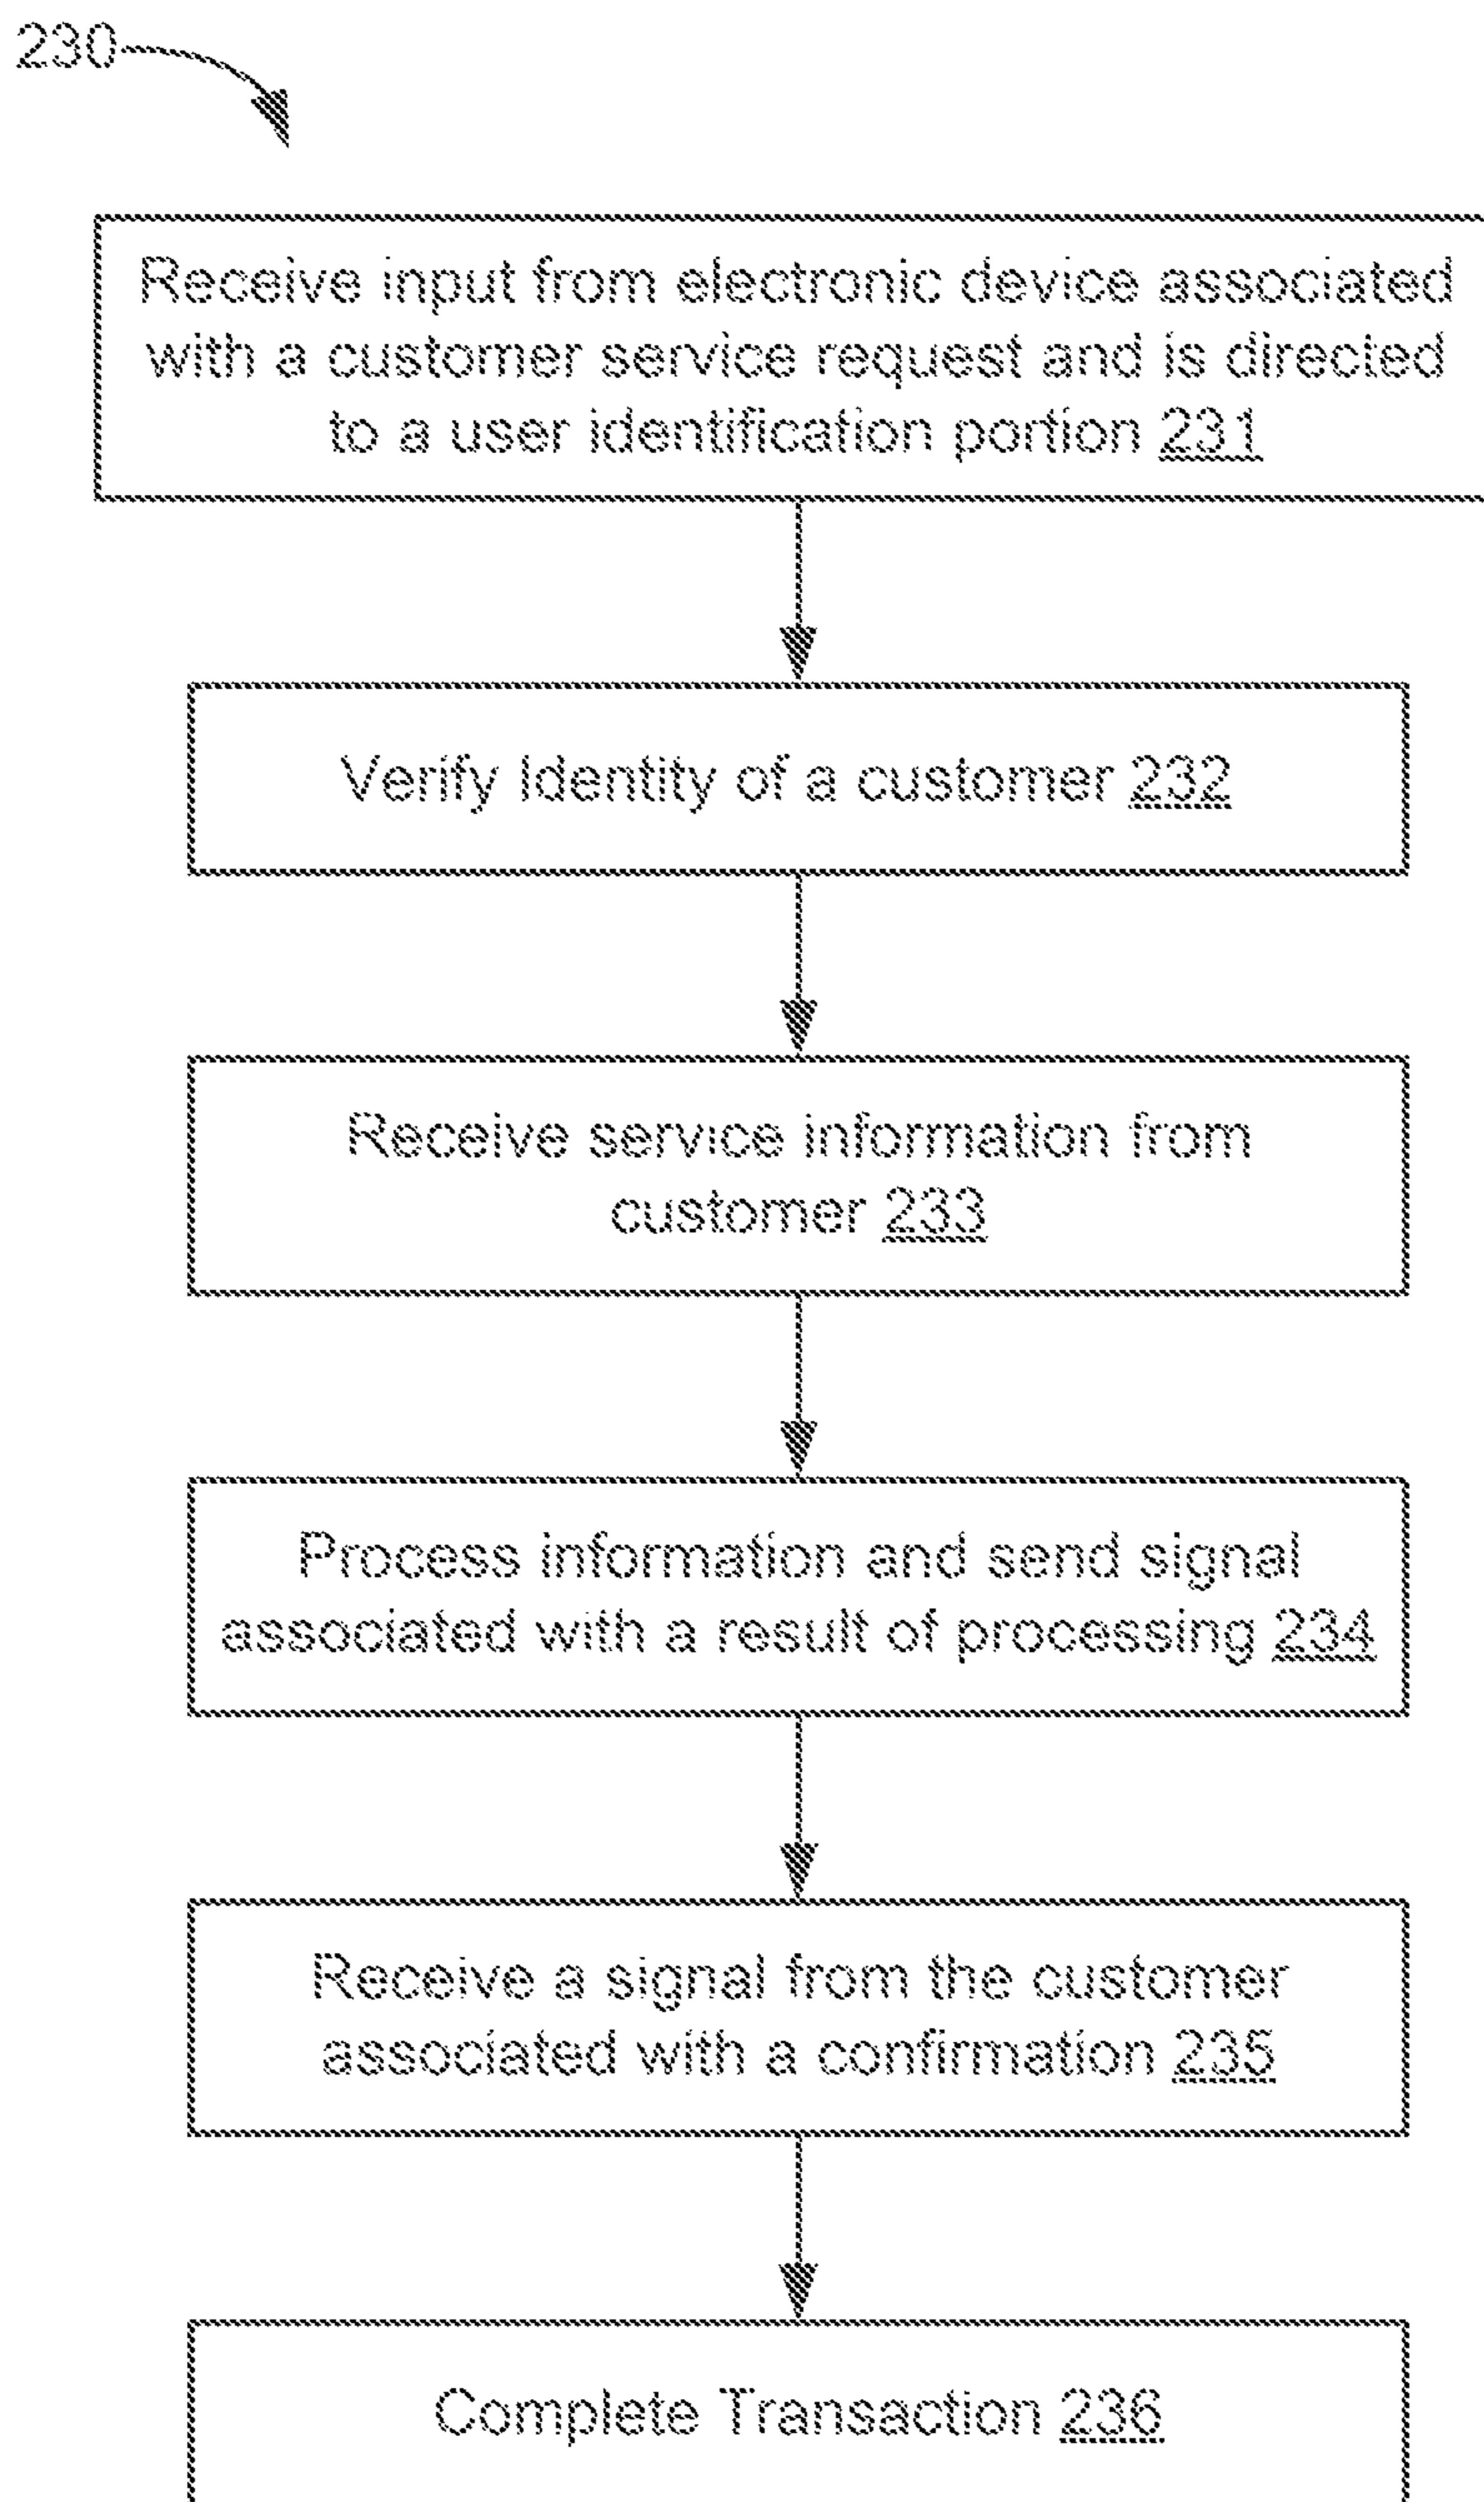 230
Receive input from electronic device associated
with a customer service request and is directed
to a user identification portion 231
Verify Identity of a customer 232
Receive service information from
customer 233
Process information and send signal
associated with a result of processing 234
Receive a signal from the customer
associated with a confirmation 235
Complete Transaction 236